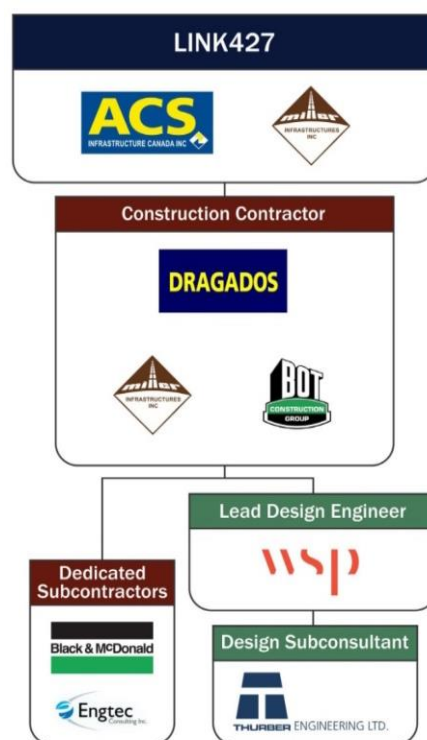 LINK427
ACS
INFRASTRUCTURE CANADA INC
miller
INFRASTRUCTURES
INC
Construction Contractor
DRAGADOS
miller
INFRASTRUCTURES
INC
BOT
CONSTRUCTION
GROUP
Lead Design Engineer
wsp
Dedicated
Subcontractors
Black & McDonald
Engtec
Consulting Inc.
Design Subconsultant
THURBER ENGINEERING LTD.